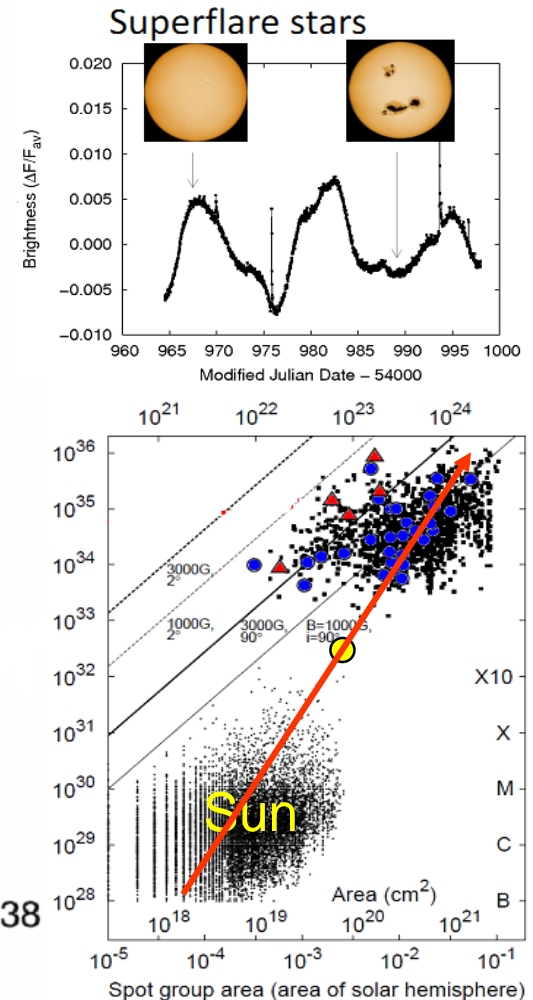 Superflare stars
0.020
0.015
0.010
0.005
0.000
−0.005
−0.010
Brightness (ΔF/Fav)
960 965 970 975 980 985 990 995 1000
Modified Julian Date − 54000
10^21 10^22 10^23 10^24
10^36
10^35
10^34
3000G,
2°
10^33
1000G,
2°
3000G,
90°
B=1000G,
i=90°
10^32
X10
10^31
X
10^30
M
Sun
10^29
C
10^28
B
38
Area (cm^2)
10^18 10^19 10^20 10^21
10^-5 10^-4 10^-3 10^-2 10^-1
Spot group area (area of solar hemisphere)